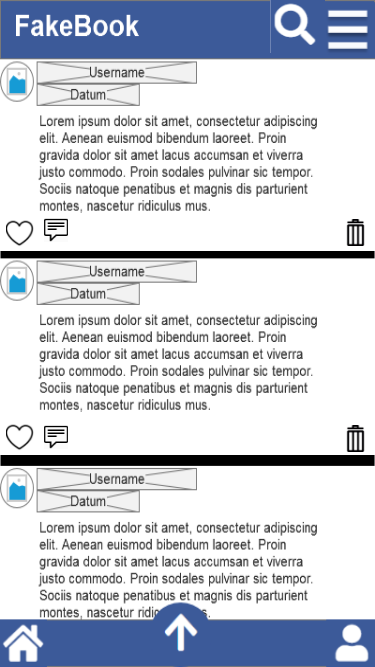 FakeBook
Username
Datum
Lorem ipsum dolor sit amet, consectetur adipiscing
elit. Aenean euismod bibendum laoreet. Proin
gravida dolor sit amet lacus accumsan et viverra
justo commodo. Proin sodales pulvinar sic tempor.
Sociis natoque penatibus et magnis dis parturient
montes, nascetur ridiculus mus.
Username
Datum
Lorem ipsum dolor sit amet, consectetur adipiscing
elit. Aenean euismod bibendum laoreet. Proin
gravida dolor sit amet lacus accumsan et viverra
justo commodo. Proin sodales pulvinar sic tempor.
Sociis natoque penatibus et magnis dis parturient
montes, nascetur ridiculus mus.
Username
Datum
Lorem ipsum dolor sit amet, consectetur adipiscing
elit. Aenean euismod bibendum laoreet. Proin
gravida dolor sit amet lacus accumsan et viverra
justo commodo. Proin sodales pulvinar sic tempor.
Sociis natoque penatibus et magnis dis parturient
montes, nascetur